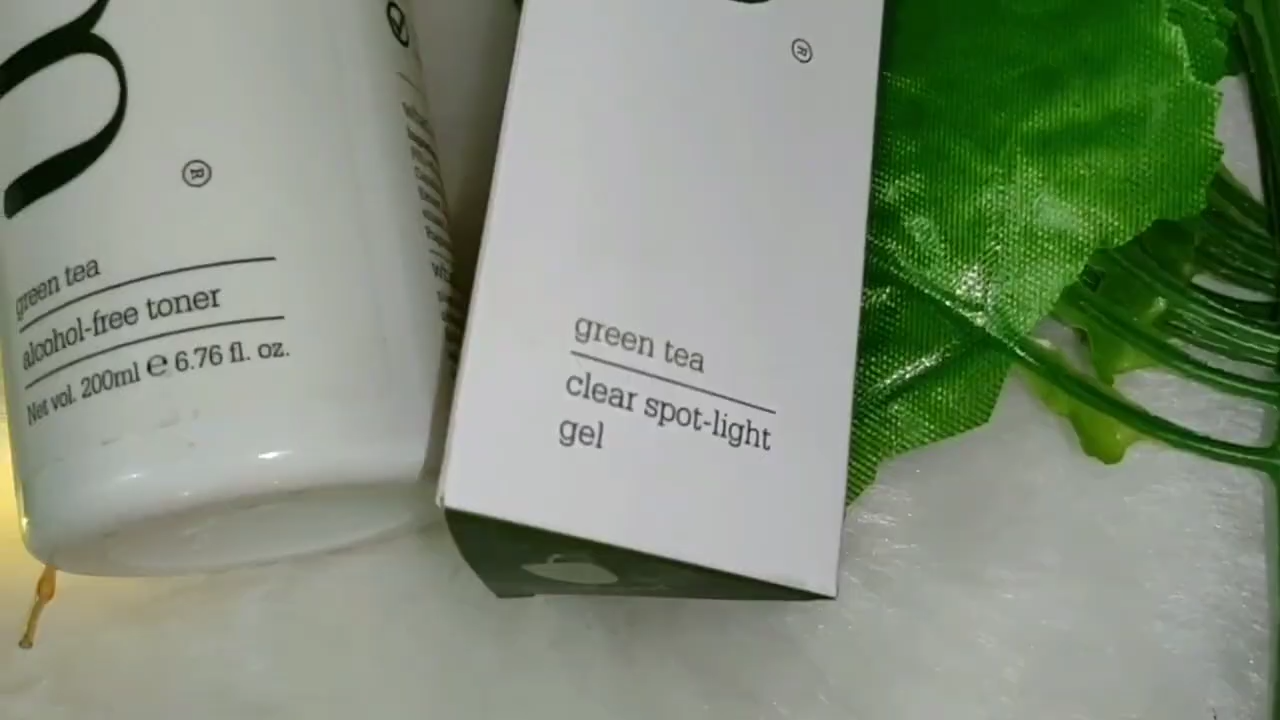 g
®
green tea
alcohol-free toner
Net vol. 200ml e 6.76 fl. oz.
®
green tea
clear spot-light
gel